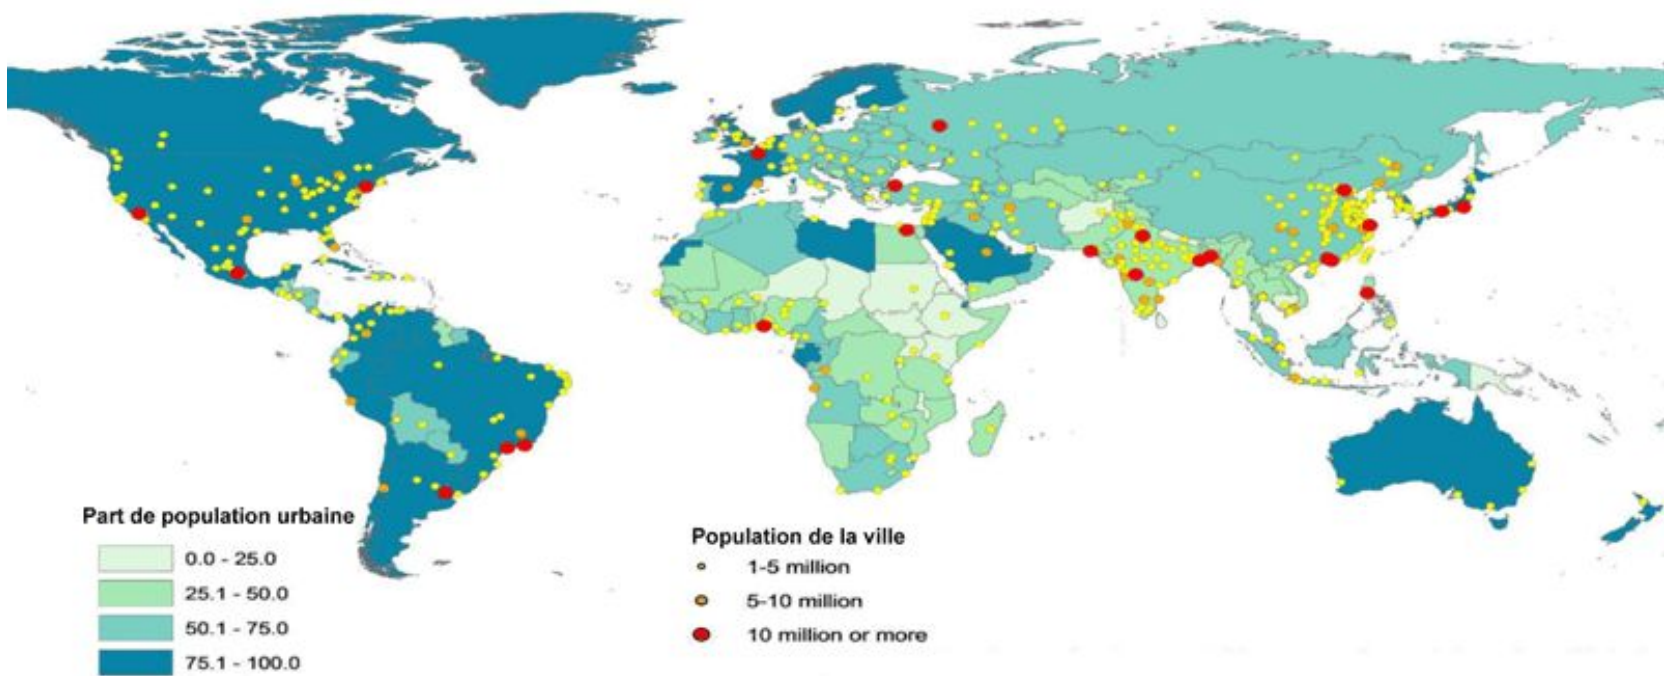 Part de population urbaine
0.0 - 25.0
25.1 - 50.0
50.1 - 75.0
75.1 - 100.0
Population de la ville
1-5 million
5-10 million
10 million or more